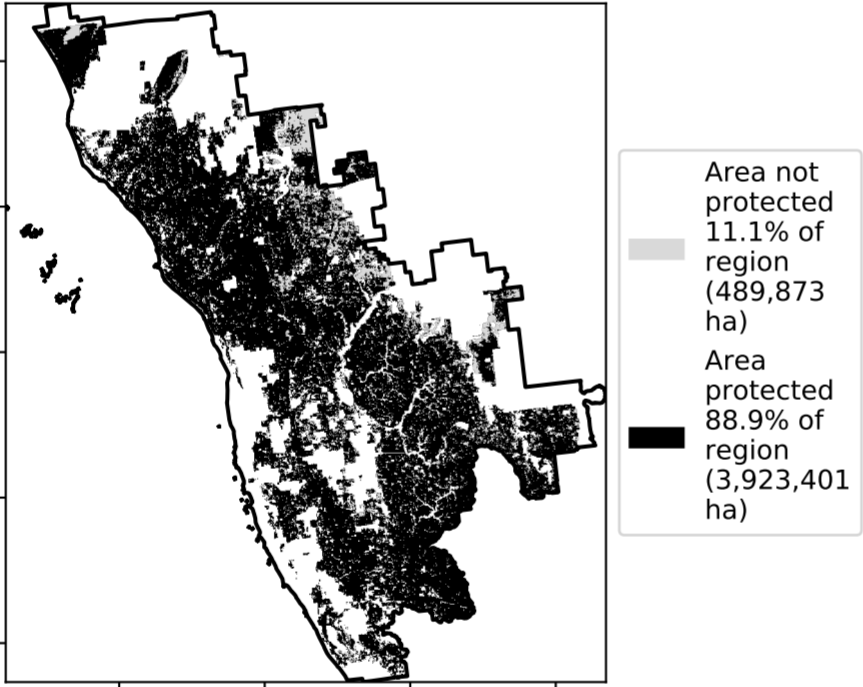 Area not
protected
11.1% of
region
(489,873
ha)
Area
protected
88.9% of
region
(3,923,401
ha)